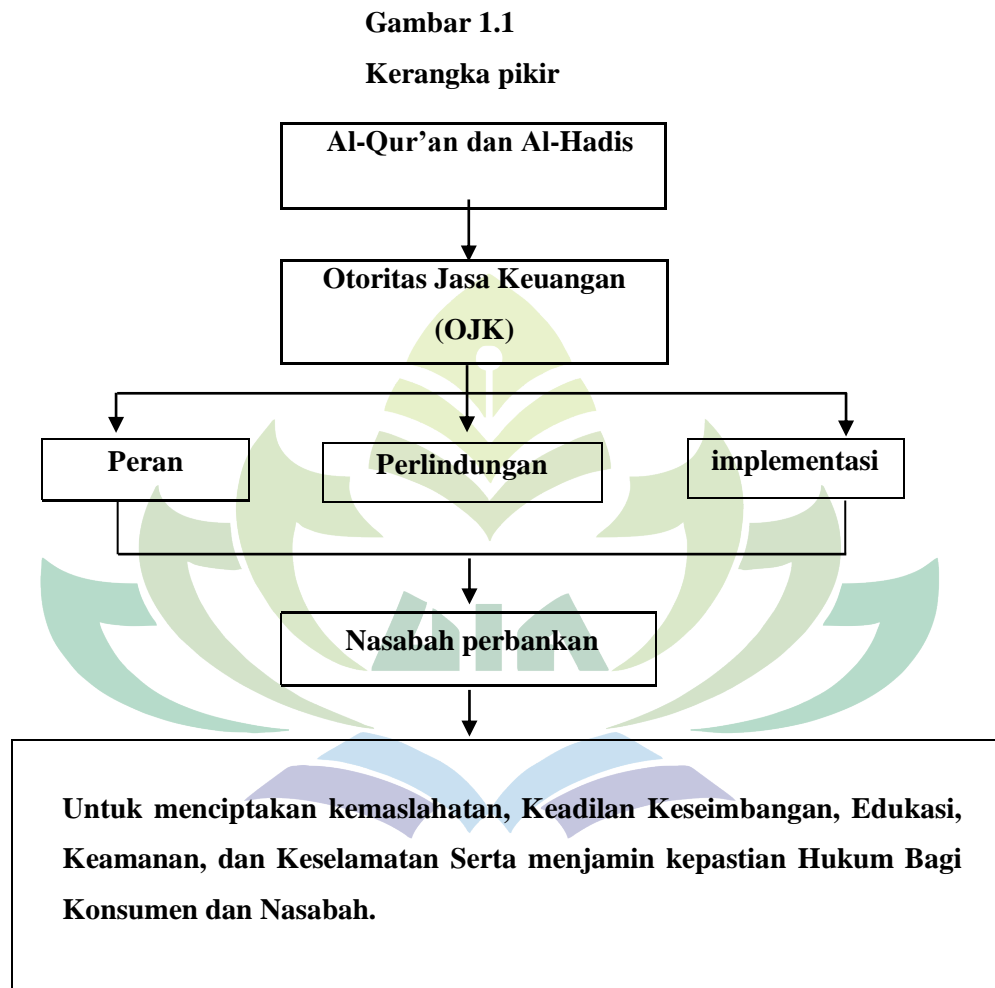 Gambar 1.1
Kerangka pikir
Al-Qur’an dan Al-Hadis
Otoritas Jasa Keuangan
(OJK)
Peran
Perlindungan
implementasi
Nasabah perbankan
Untuk menciptakan kemaslahatan, Keadilan Keseimbangan, Edukasi,
Keamanan, dan Keselamatan Serta menjamin kepastian Hukum Bagi
Konsumen dan Nasabah.